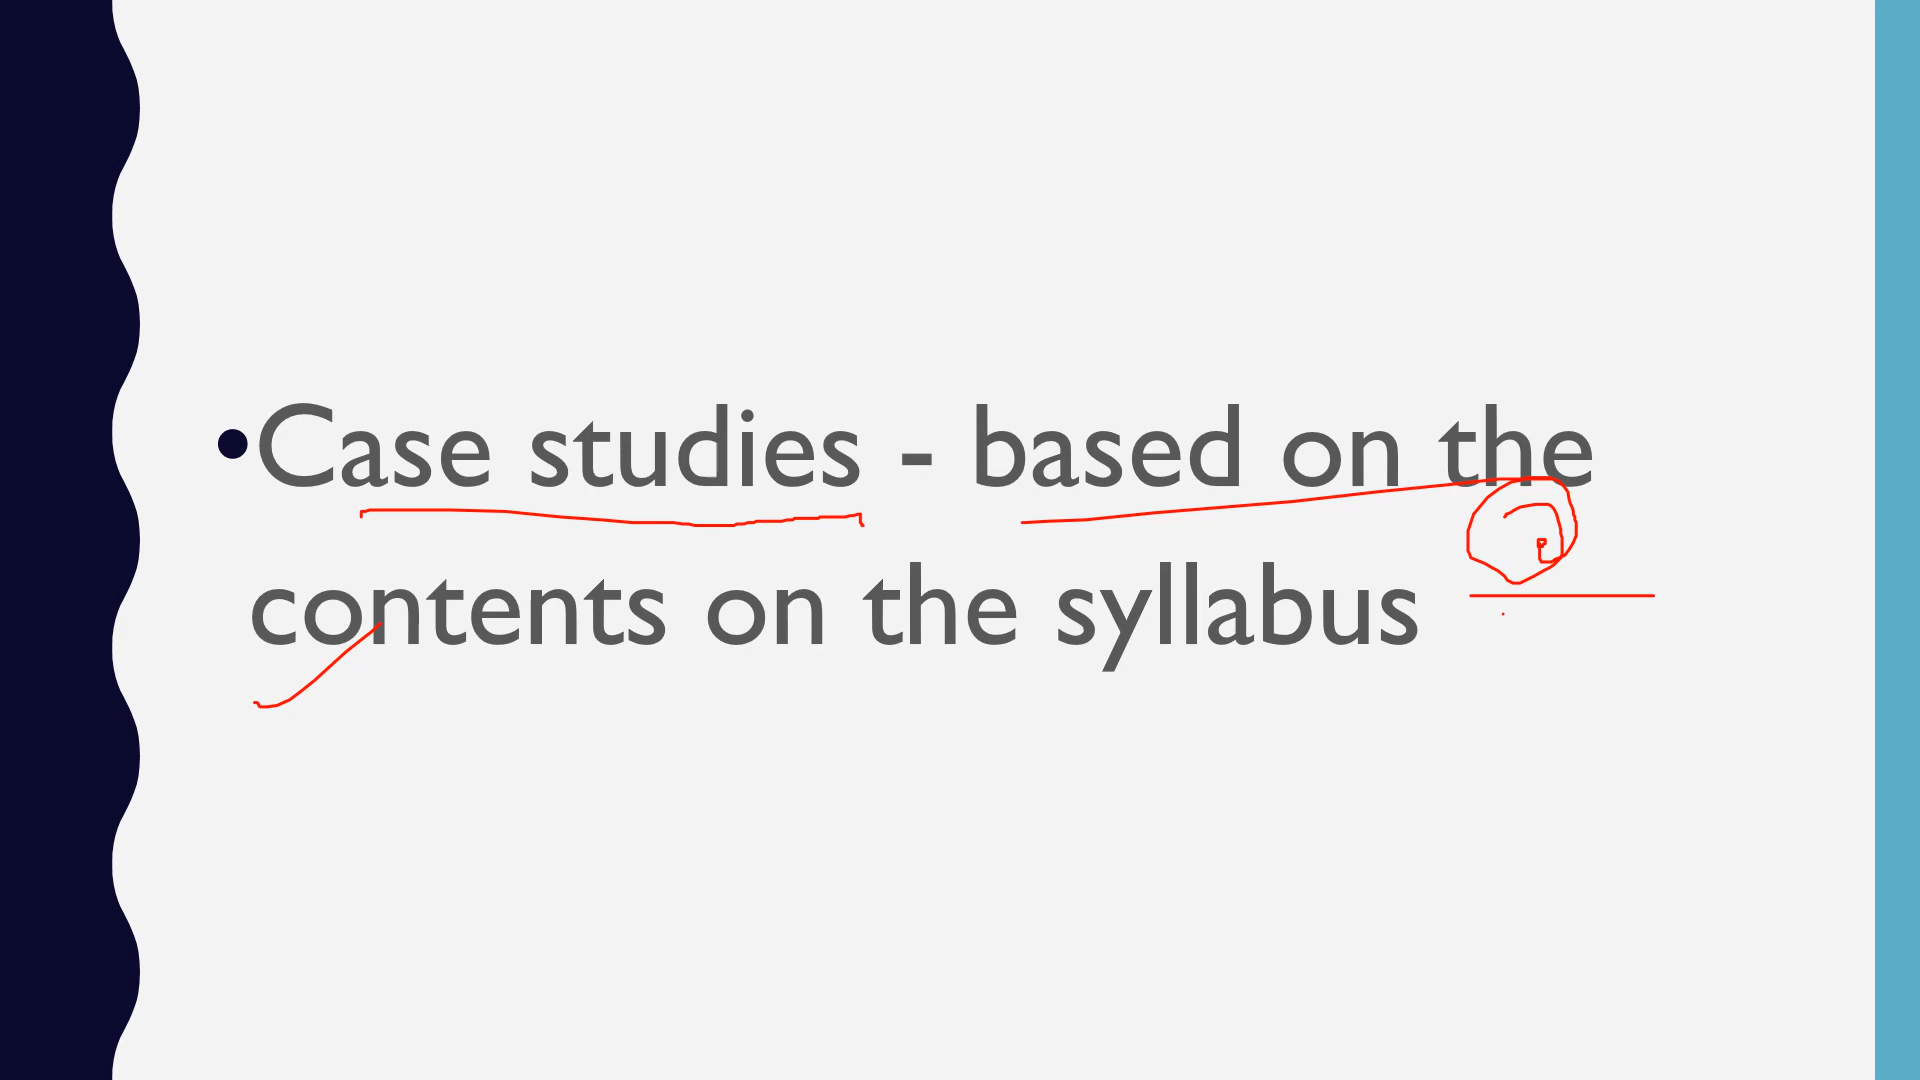 •Case studies - based on the
contents on the syllabus